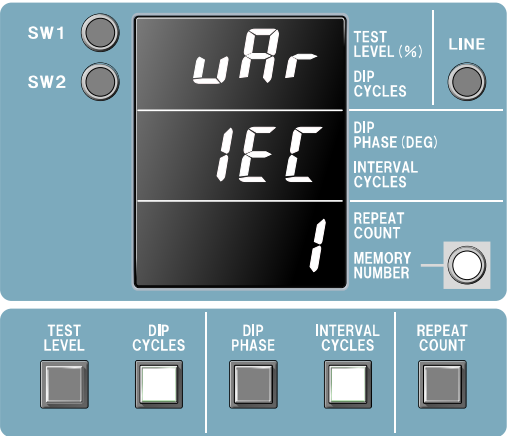 SW1
SW2
uAr
IEC
1
TEST
LEVEL (%)
DIP
CYCLES
LINE
DIP
PHASE (DEG)
INTERVAL
CYCLES
REPEAT
COUNT
MEMORY
NUMBER
TEST
LEVEL
DIP
CYCLES
DIP
PHASE
INTERVAL
CYCLES
REPEAT
COUNT